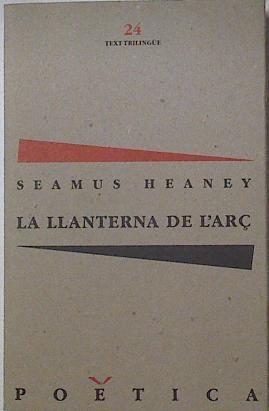 24
TEXT TRILINGÜE
SEAMUS HEANEY
LA LLANTERNA DE L'ARÇ
POÈTICA